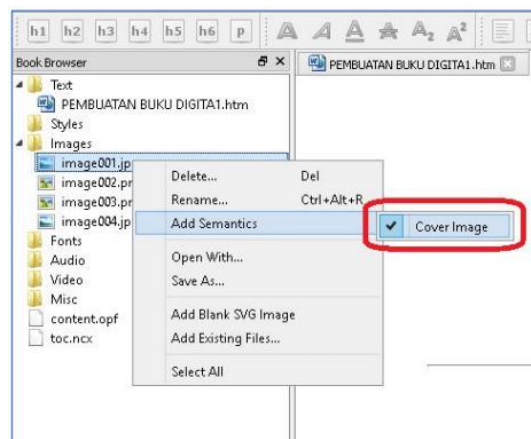 h1 h2 h3 h4 h5 h6 p A A A A A₂ A²
Book Browser
PEMBUATAN BUKU DIGITA1.htm
Text
PEMBUATAN BUKU DIGITA1.htm
Styles
Images
image001.jp
image002.pr
image003.pr
image004.jp
Fonts
Audio
Video
Misc
content.opf
toc.ncx
Delete... Del
Rename... Ctrl+Alt+R
Add Semantics
Cover Image
Open With...
Save As...
Add Blank SVG Image
Add Existing Files...
Select All